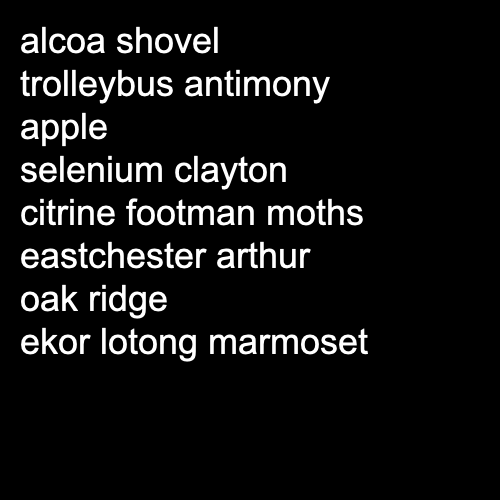 alcoa shovel
trolleybus antimony
apple
selenium clayton
citrine footman moths
eastchester arthur
oak ridge
ekor lotong marmoset